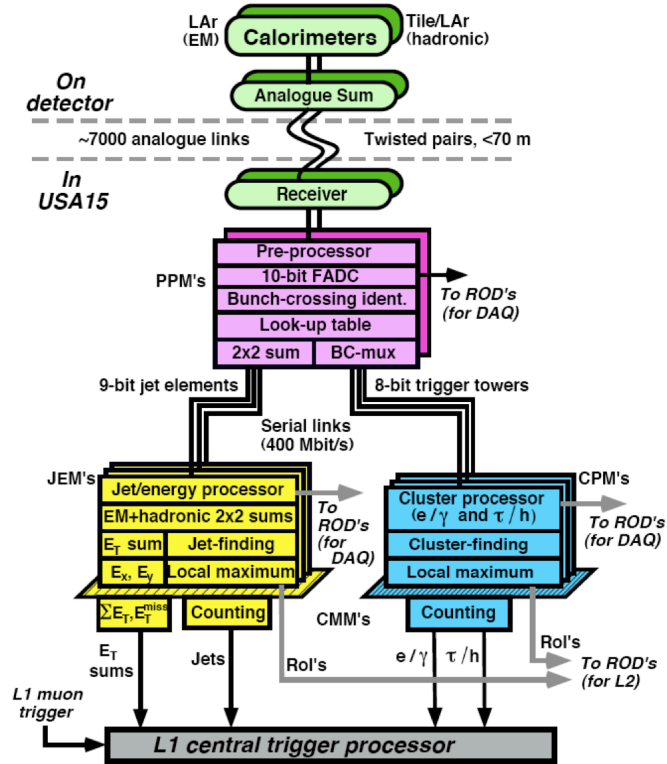 LAr
(EM)
Calorimeters
Tile/LAr
(hadronic)
On
detector
Analogue Sum
~7000 analogue links
Twisted pairs, <70 m
In
USA15
Receiver
PPM's
Pre-processor
10-bit FADC
Bunch-crossing ident.
Look-up table
2x2 sum
BC-mux
To ROD's
(for DAQ)
9-bit jet elements
8-bit trigger towers
Serial links
(400 Mbit/s)
JEM's
Jet/energy processor
EM+hadronic 2x2 sums
E_T sum
Jet-finding
E_x, E_y
Local maximum
To
ROD's
(for
DAQ)
CPM's
Cluster processor
(e/γ and τ/h)
Cluster-finding
Local maximum
To ROD's
(for DAQ)
ΣE_T, E_T^miss
Counting
CMM's
Counting
E_T
sums
Jets
RoI's
e/γ
τ/h
RoI's
To ROD's
(for L2)
L1 muon
trigger
L1 central trigger processor